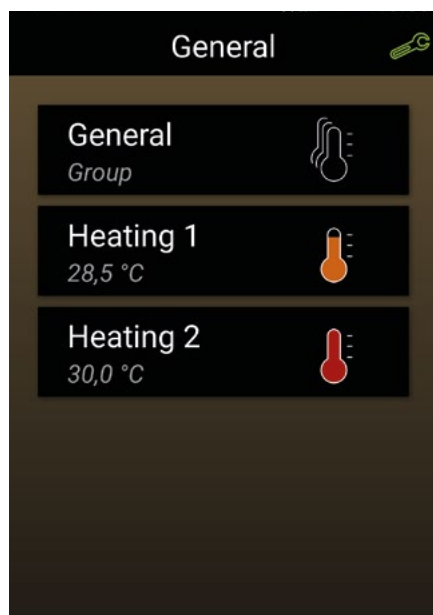 General
General
Group
Heating 1
28,5 °C
Heating 2
30,0 °C